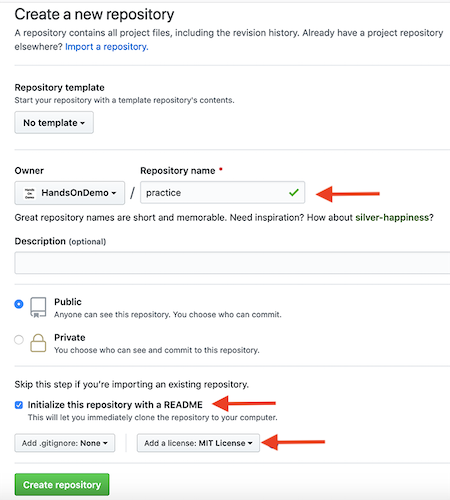 Create a new repository
A repository contains all project files, including the revision history. Already have a project repository
elsewhere? Import a repository.
Repository template
Start your repository with a template repository's contents.
No template
Owner
Repository name *
Hands
On
Demo
HandsOnDemo
/
practice
Great repository names are short and memorable. Need inspiration? How about silver-happiness?
Description (optional)
Public
Anyone can see this repository. You choose who can commit.
Private
You choose who can see and commit to this repository.
Skip this step if you're importing an existing repository.
Initialize this repository with a README
This will let you immediately clone the repository to your computer.
Add .gitignore: None
Add a license: MIT License
Create repository